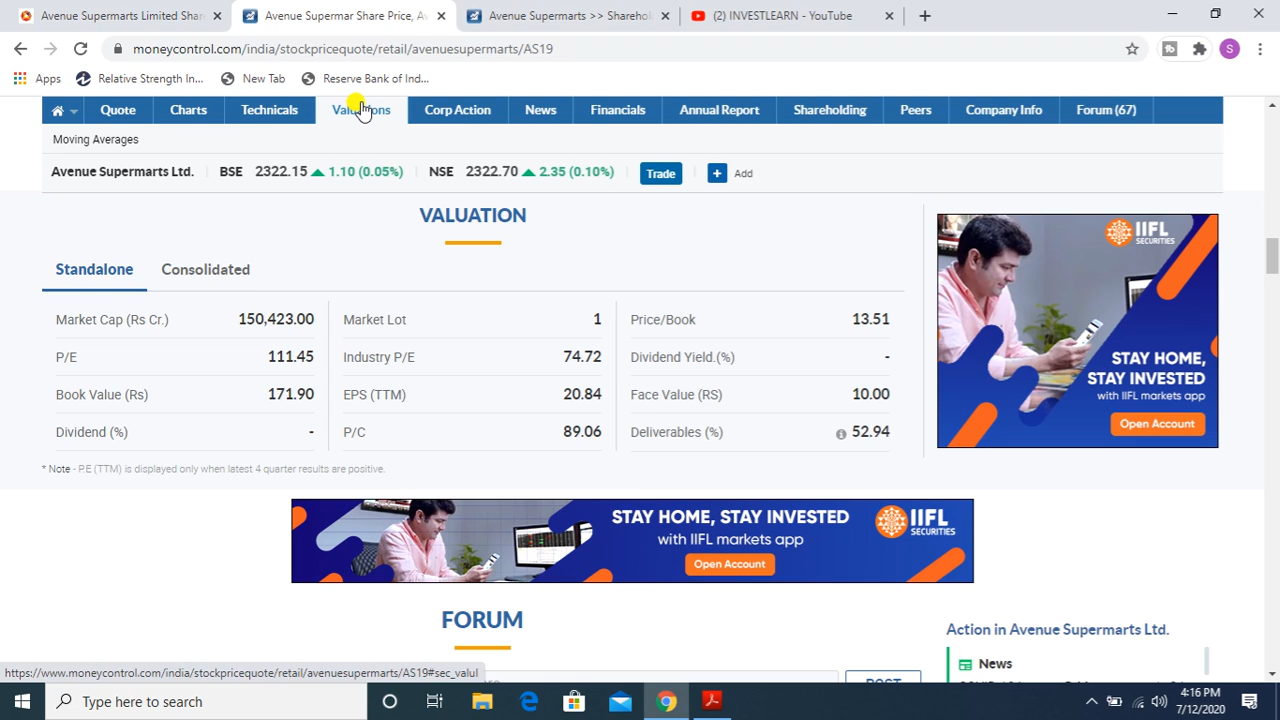 Avenue Supermarts Limited Shar
Avenue Supermar Share Price, Av
Avenue Supermarts >> Shareho
(2) INVESTLEARN - YouTube
moneycontrol.com/india/stockpricequote/retail/avenuesupermarts/AS19
S
Apps
Relative Strength In...
New Tab
Reserve Bank of Ind...
Quote
Charts
Technicals
Valuations
Corp Action
News
Financials
Annual Report
Shareholding
Peers
Company Info
Forum (67)
Moving Averages
Avenue Supermarts Ltd. BSE 2322.15 1.10 (0.05%) NSE 2322.70 2.35 (0.10%) Trade + Add
VALUATION
Standalone Consolidated
Market Cap (Rs Cr.) 150,423.00 Market Lot 1 Price/Book 13.51
P/E 111.45 Industry P/E 74.72 Dividend Yield.(%) -
Book Value (Rs) 171.90 EPS (TTM) 20.84 Face Value (RS) 10.00
Dividend (%) - P/C 89.06 Deliverables (%) 52.94
* Note - P.E (TTM) is displayed only when latest 4 quarter results are positive.
IIFL
SECURITIES
STAY HOME,
STAY INVESTED
with IIFL markets app
Open Account
STAY HOME, STAY INVESTED
with IIFL markets app
Open Account
IIFL
SECURITIES
FORUM
Action in Avenue Supermarts Ltd.
News
POST
https://www.moneycontrol.com/india/stockpricequote/retail/avenuesupermarts/AS19#sec_valul
Type here to search
4:16 PM
7/12/2020